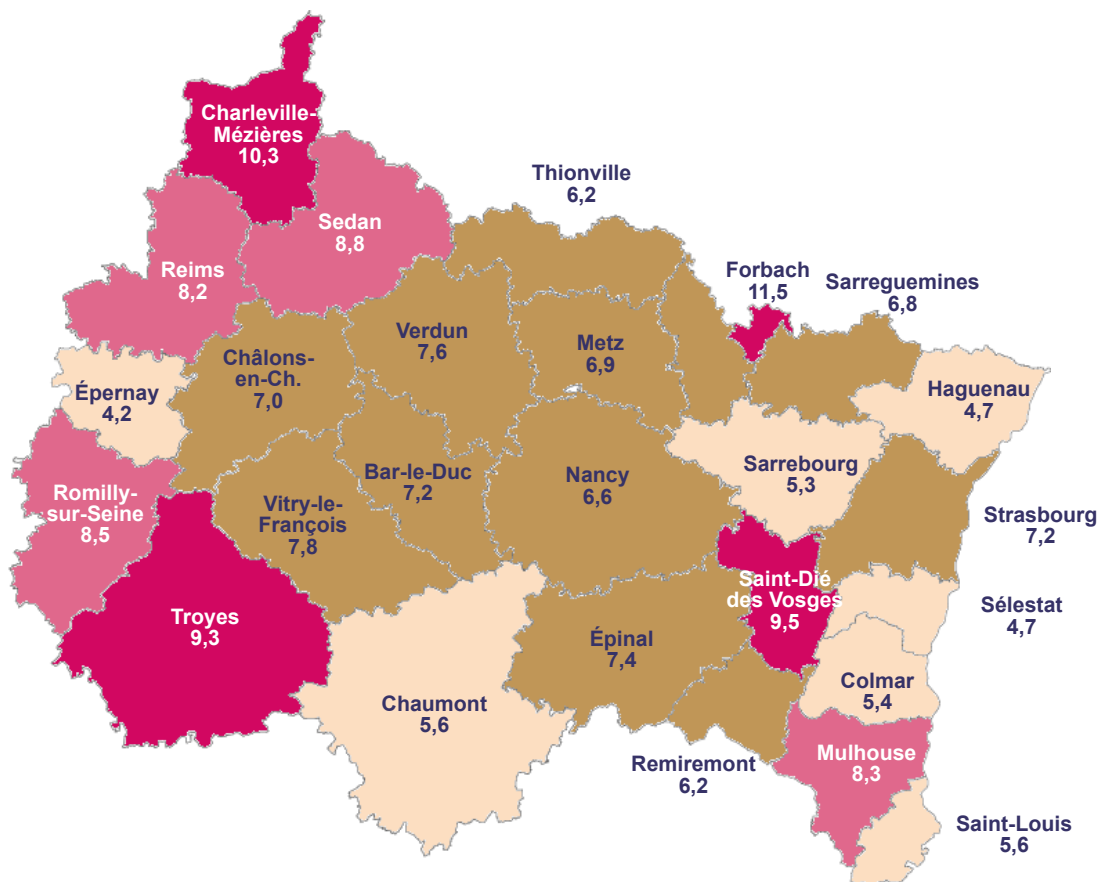 Charleville-
Mézières
10,3
Thionville
6,2
Sedan
8,8
Reims
8,2
Forbach
11,5
Sarreguemines
6,8
Verdun
7,6
Metz
6,9
Châlons-
en-Ch.
7,0
Épernay
4,2
Haguenau
4,7
Sarrebourg
5,3
Bar-le-Duc
7,2
Nancy
6,6
Romilly-
sur-Seine
8,5
Vitry-le-
François
7,8
Strasbourg
7,2
Saint-Dié
des Vosges
9,5
Sélestat
4,7
Troyes
9,3
Épinal
7,4
Colmar
5,4
Chaumont
5,6
Mulhouse
8,3
Remiremont
6,2
Saint-Louis
5,6